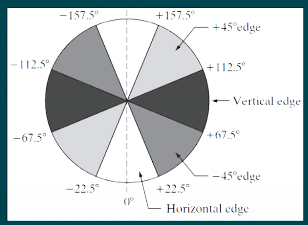 −157.5° +157.5°
+45°edge
−112.5° +112.5°
Vertical edge
−67.5° +67.5°
−45°edge
−22.5° +22.5°
0°
Horizontal edge